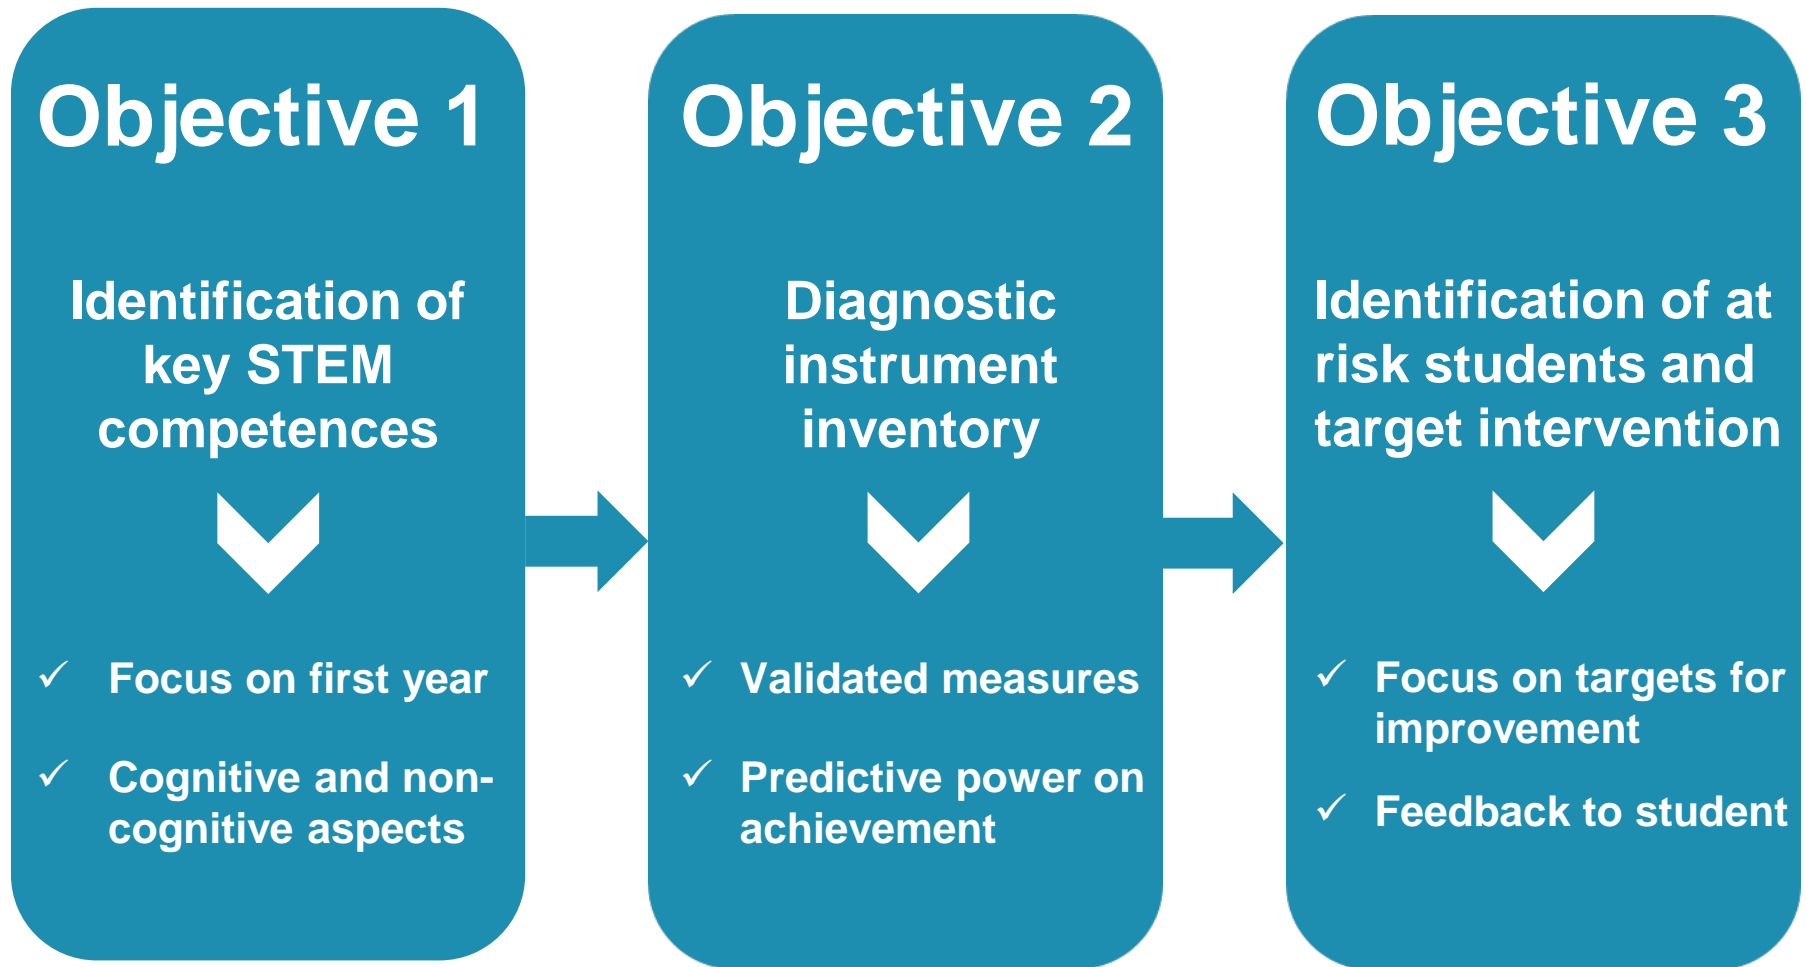 Objective 1
Identification of
key STEM
competences
✓ Focus on first year
✓ Cognitive and non-
cognitive aspects
Objective 2
Diagnostic
instrument
inventory
✓ Validated measures
✓ Predictive power on
achievement
Objective 3
Identification of at
risk students and
target intervention
✓ Focus on targets for
improvement
✓ Feedback to student